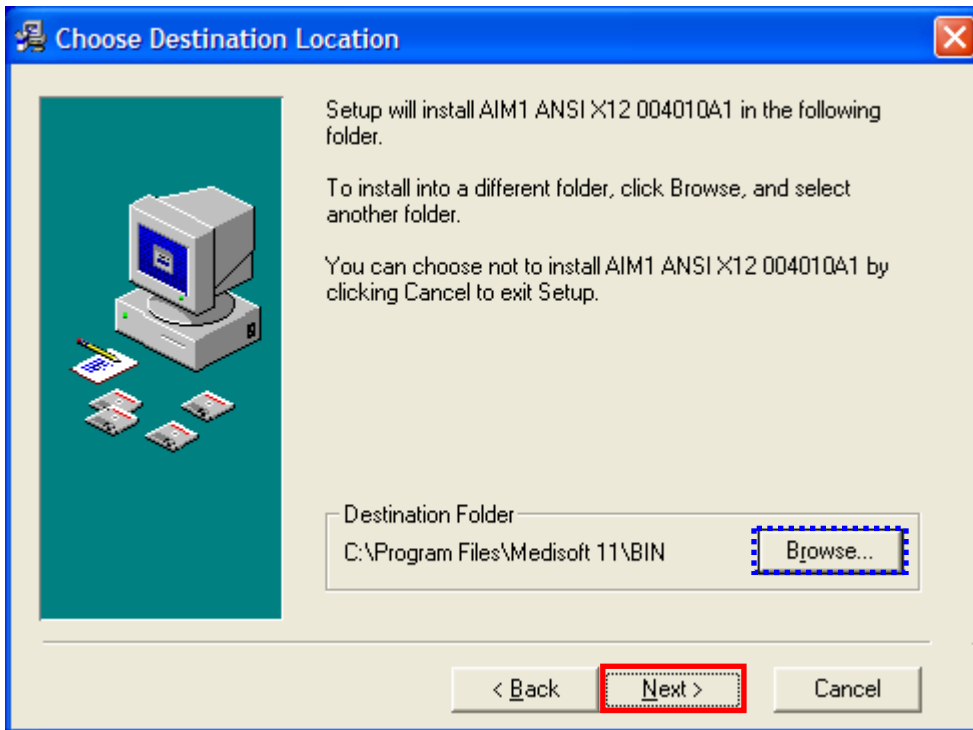 Choose Destination Location
Setup will install AIM1 ANSI X12 004010A1 in the following
folder.
To install into a different folder, click Browse, and select
another folder.
You can choose not to install AIM1 ANSI X12 004010A1 by
clicking Cancel to exit Setup.
Destination Folder
C:\Program Files\Medisoft 11\BIN
Browse...
< Back
Next >
Cancel